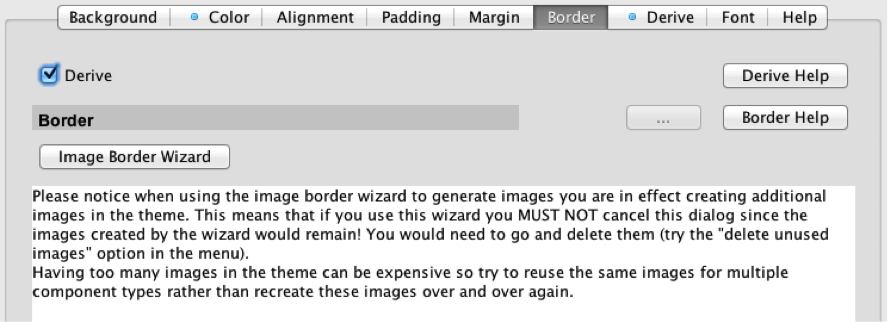 Background Color Alignment Padding Margin Border Derive Font Help
Derive Derive Help
Border ... Border Help
Image Border Wizard
Please notice when using the image border wizard to generate images you are in effect creating additional
images in the theme. This means that if you use this wizard you MUST NOT cancel this dialog since the
images created by the wizard would remain! You would need to go and delete them (try the "delete unused
images" option in the menu).
Having too many images in the theme can be expensive so try to reuse the same images for multiple
component types rather than recreate these images over and over again.